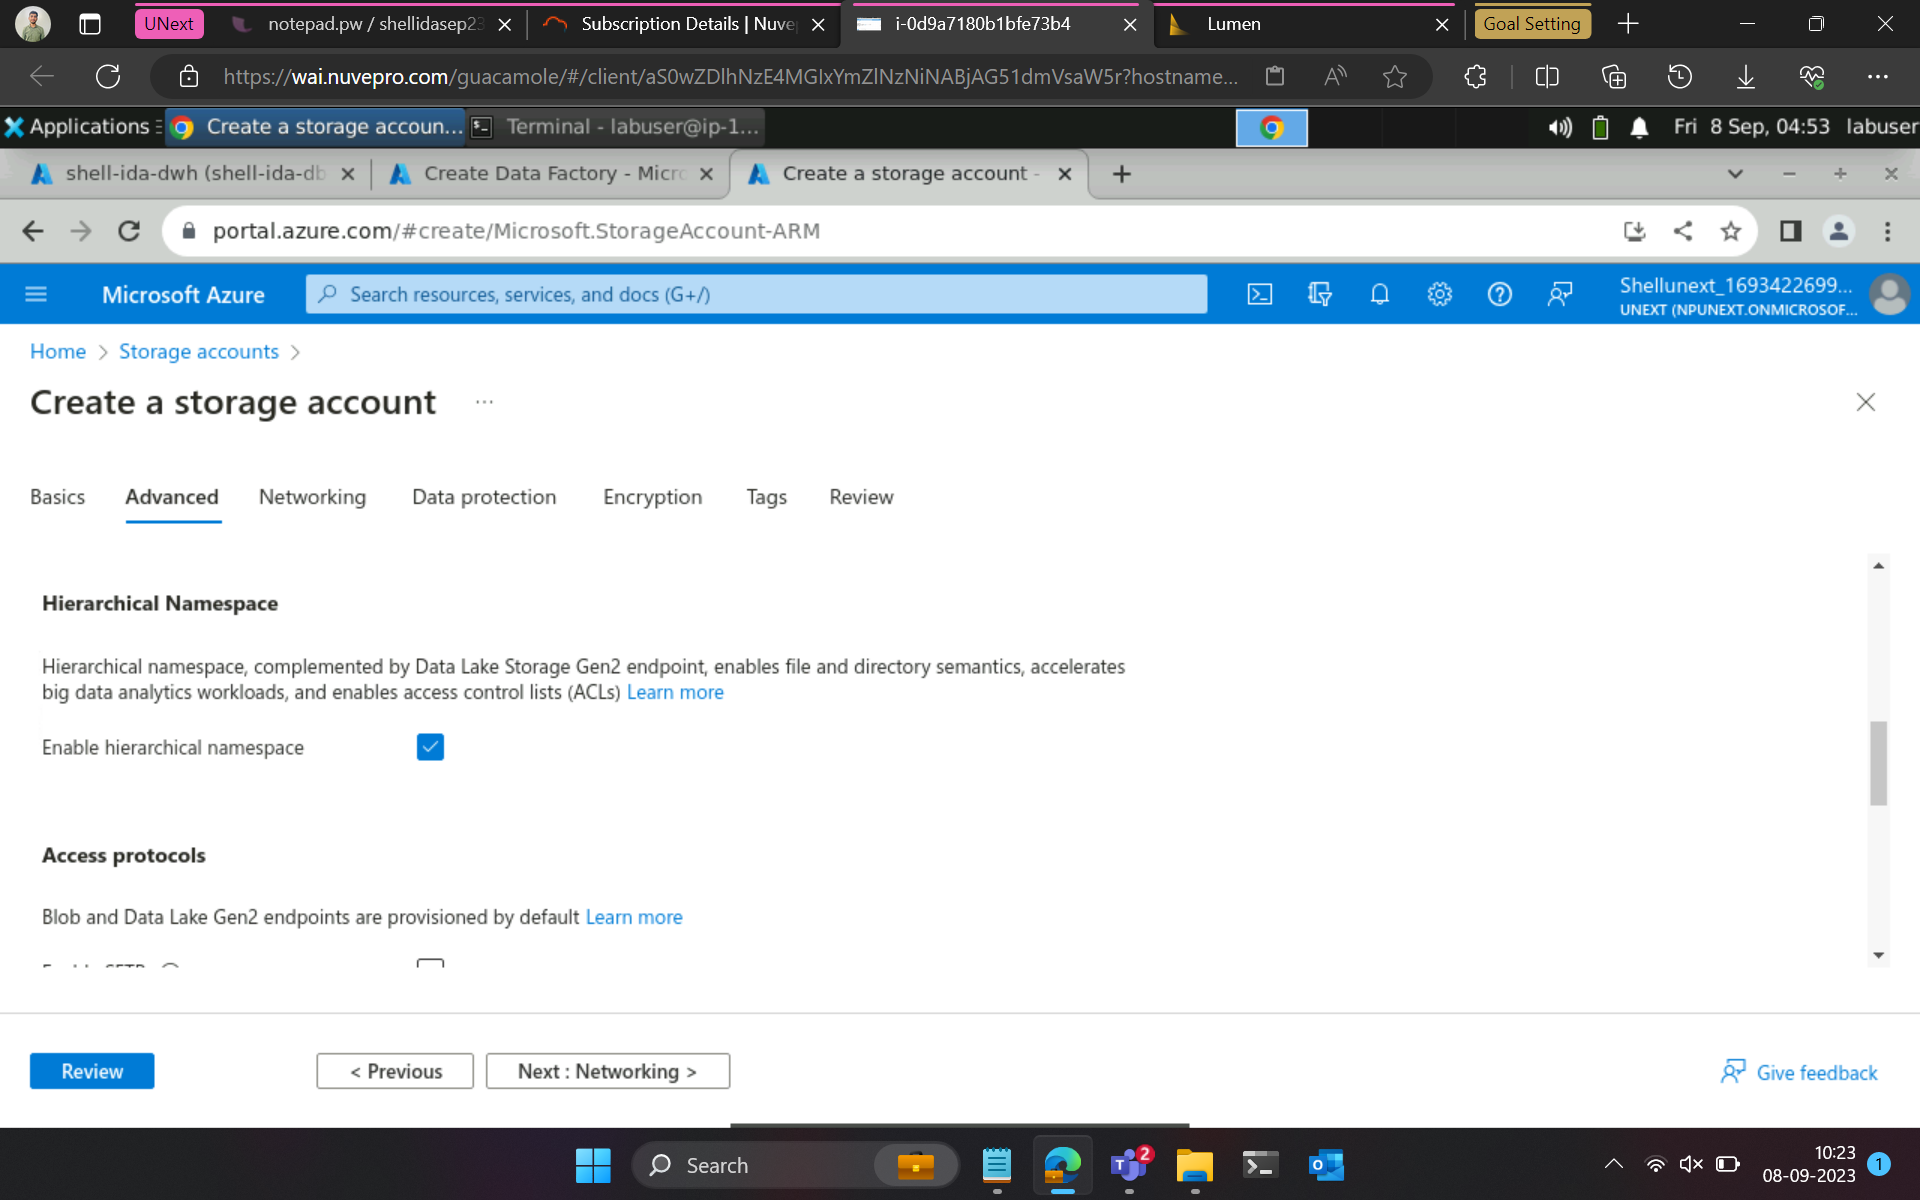 UNext
notepad.pw / shellidasep23
Subscription Details | Nuve
i-0d9a7180b1bfe73b4
Lumen
Goal Setting
https://wai.nuvepro.com/guacamole/#/client/aS0wZDlhNzE4MGIxYmZlNzNiNABjAG51dmVsaW5r?hostname...
Applications
Create a storage accoun...
Terminal - labuser@ip-1...
Fri 8 Sep, 04:53 labuser
shell-ida-dwh (shell-ida-db
Create Data Factory - Micr
Create a storage account -
portal.azure.com/#create/Microsoft.StorageAccount-ARM
Microsoft Azure
Search resources, services, and docs (G+/)
Shellunext_1693422699...
UNEXT (NPUNEXT.ONMICROSOF...
Home > Storage accounts >
Create a storage account ...
Basics
Advanced
Networking
Data protection
Encryption
Tags
Review
Hierarchical Namespace
Hierarchical namespace, complemented by Data Lake Storage Gen2 endpoint, enables file and directory semantics, accelerates
big data analytics workloads, and enables access control lists (ACLs) Learn more
Enable hierarchical namespace
Access protocols
Blob and Data Lake Gen2 endpoints are provisioned by default Learn more
Review
< Previous
Next : Networking >
Give feedback
Search
2
10:23
08-09-2023
1